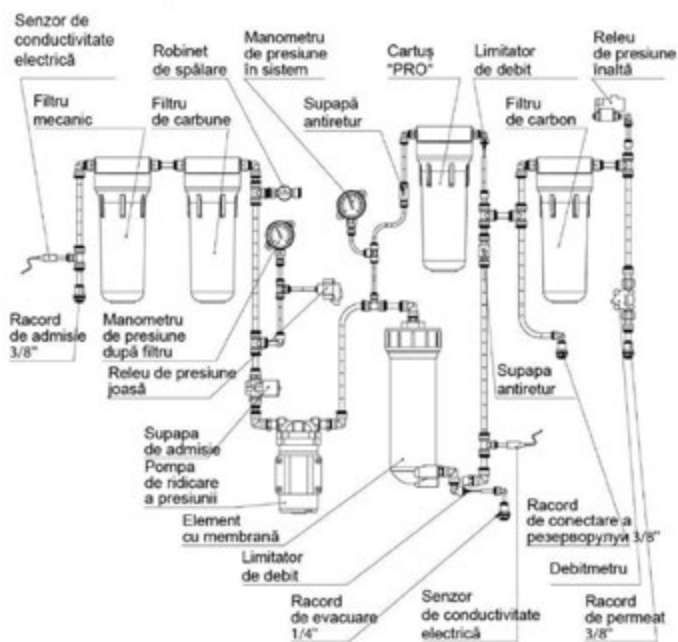 Senzor de
conductivitate
electrică
Robinet
de spălare
Manometru
de presiune
în sistem
Cartuș
"PRO"
Limitator
de debit
Releu
de presiune
înaltă
Filtru
mecanic
Filtru
de carbune
Supapă
antiretur
Filtru
de carbon
Racord
de admisie
3/8"
Manometru
de presiune
după filtru
Releu de presiune
joasă
Supapa
antiretur
Supapa
de admisie
Pompa
de ridicare
a presiunii
Element
cu membrană
Limitator
de debit
Racord
de evacuare
1/4"
Senzor
de conductivitate
electrică
Racord
de conectare a
резерворулуи 3/8"
Debitmetru
Racord
de permeat
3/8"